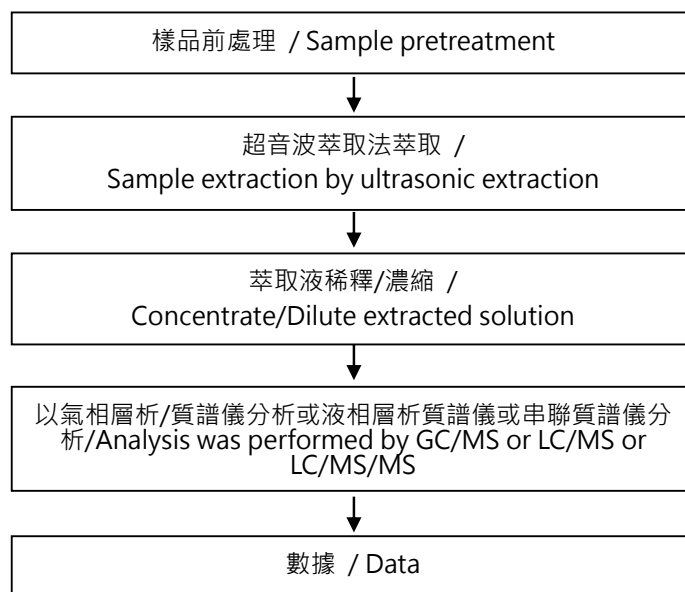 樣品前處理 / Sample pretreatment
超音波萃取法萃取 /
Sample extraction by ultrasonic extraction
萃取液稀釋/濃縮 /
Concentrate/Dilute extracted solution
以氣相層析/質譜儀分析或液相層析質譜儀或串聯質譜儀分
析/Analysis was performed by GC/MS or LC/MS or
LC/MS/MS
數據 / Data